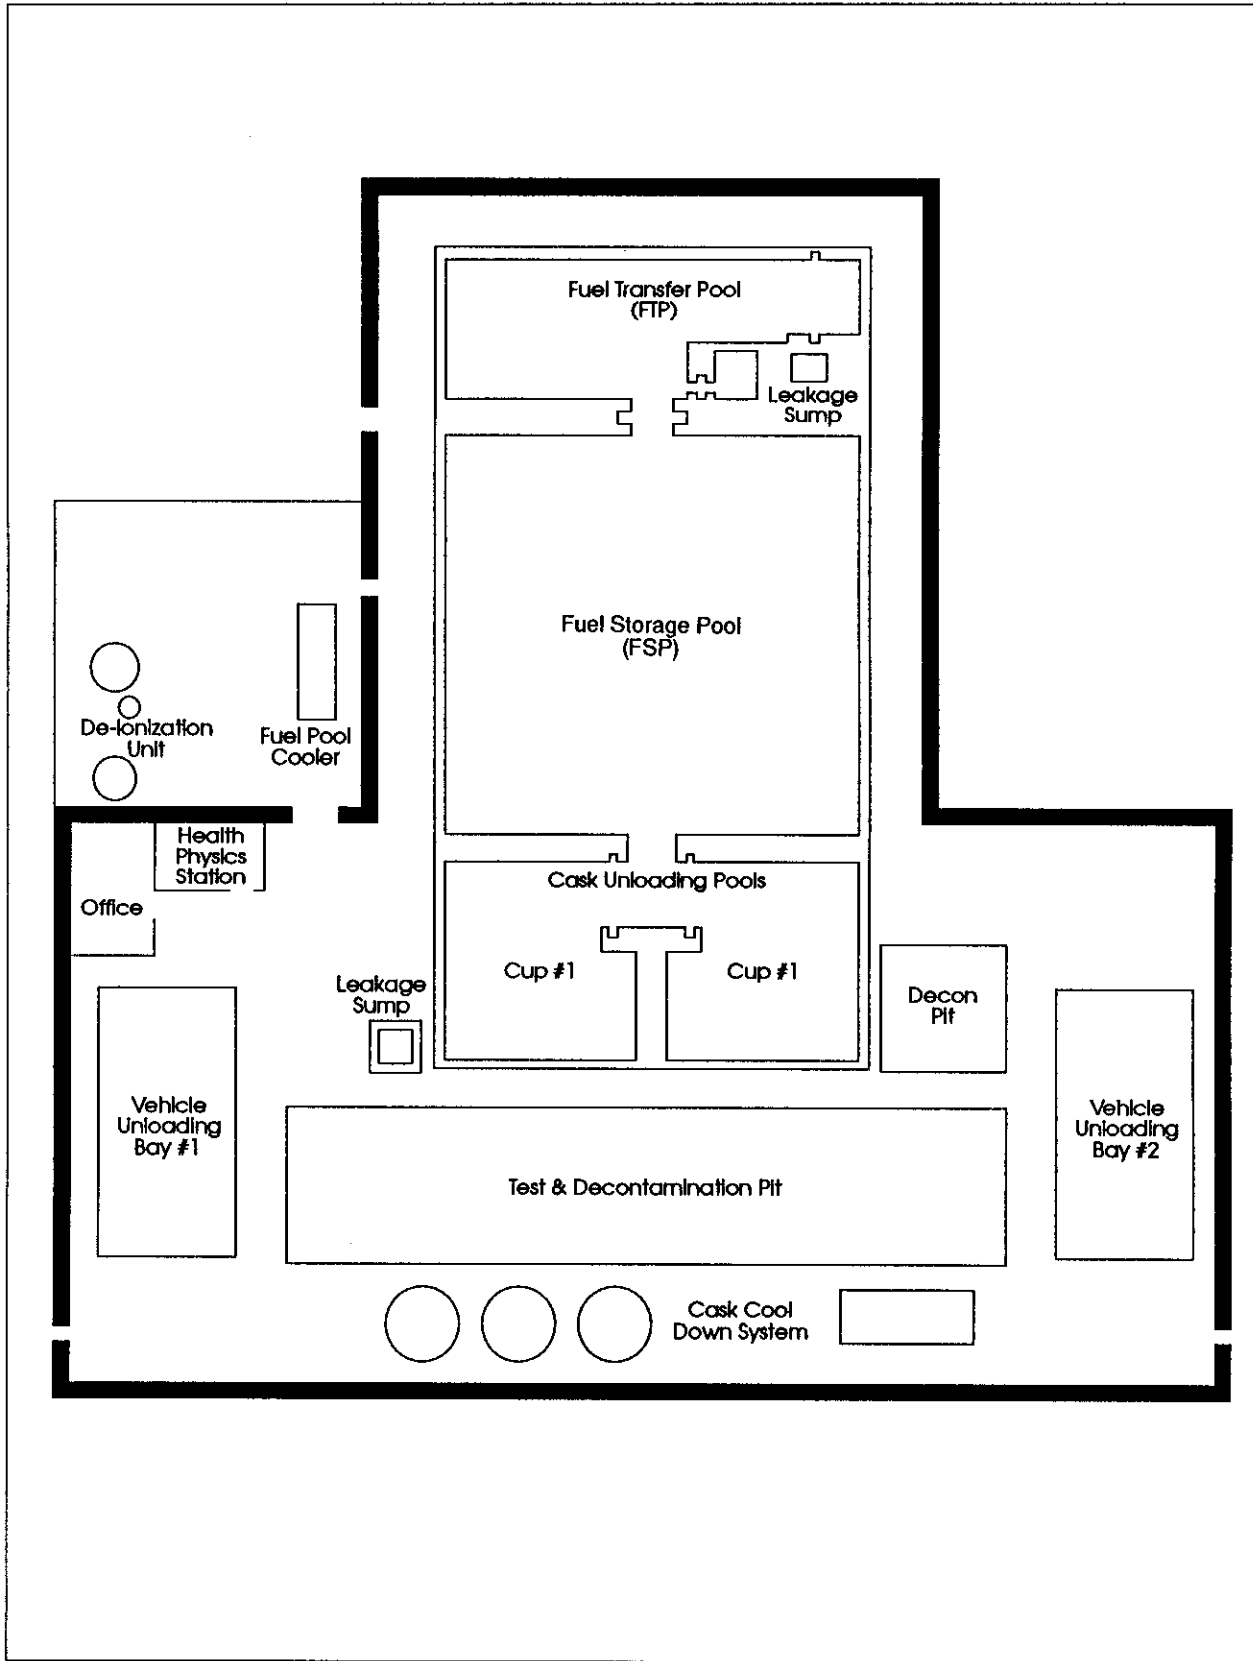 Fuel Transfer Pool
(FTP)
Leakage
Sump
Fuel Storage Pool
(FSP)
De-Ionization
Unit
Fuel Pool
Cooler
Health
Physics
Station
Office
Cask Unloading Pools
Cup #1
Cup #1
Leakage
Sump
Decon
Pit
Vehicle
Unloading
Bay #1
Vehicle
Unloading
Bay #2
Test & Decontamination Pit
Cask Cool
Down System